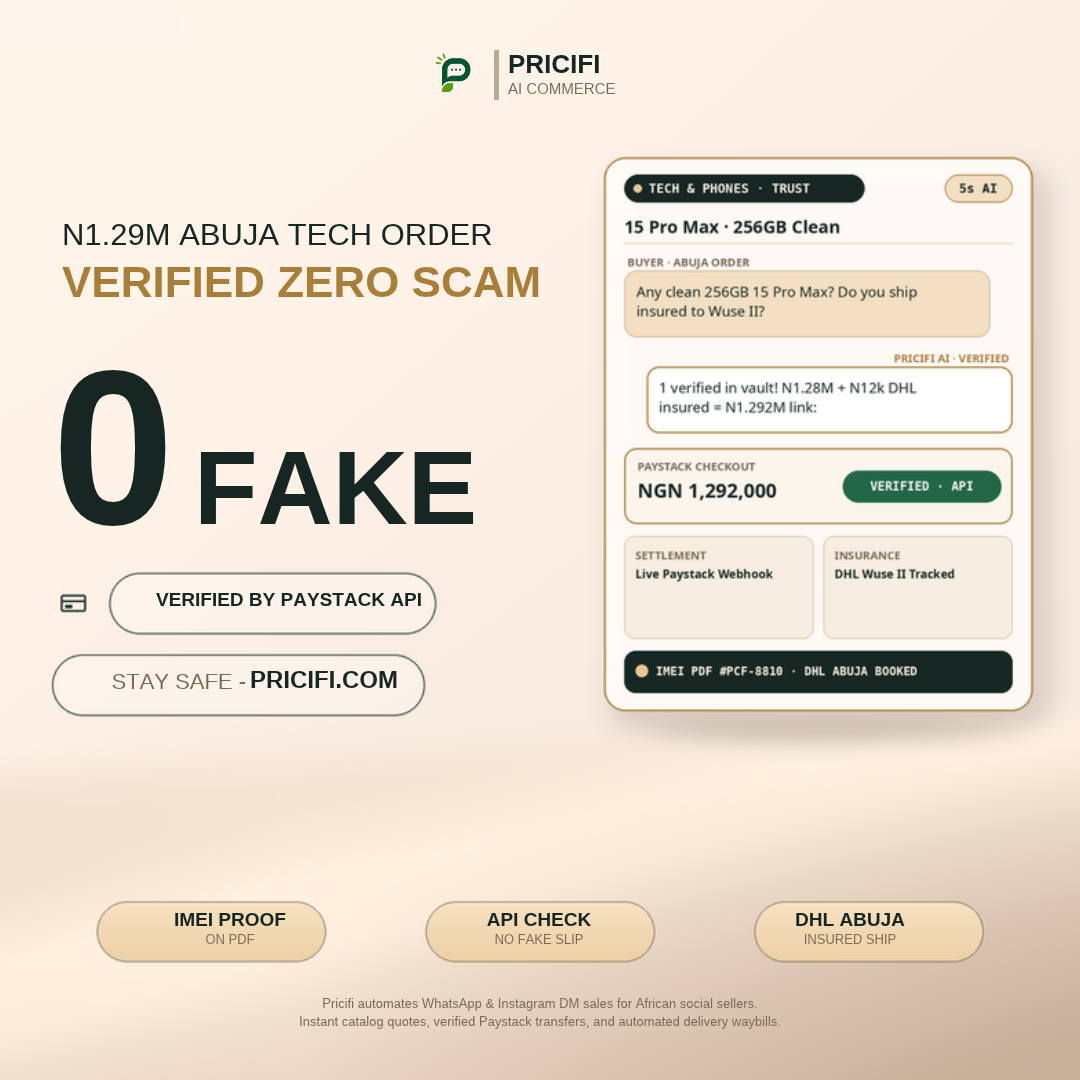 PRICIFI
AI COMMERCE
N1.29M ABUJA TECH ORDER
VERIFIED ZERO SCAM
0 FAKE
VERIFIED BY PAYSTACK API
STAY SAFE - PRICIFI.COM
TECH & PHONES · TRUST
5s AI
15 Pro Max · 256GB Clean
BUYER · ABUJA ORDER
Any clean 256GB 15 Pro Max? Do you ship
insured to Wuse II?
PRICIFI AI · VERIFIED
1 verified in vault! N1.28M + N12k DHL
insured = N1.292M link:
PAYSTACK CHECKOUT
NGN 1,292,000
VERIFIED · API
SETTLEMENT
Live Paystack Webhook
INSURANCE
DHL Wuse II Tracked
IMEI PDF #PCF-8810 · DHL ABUJA BOOKED
IMEI PROOF
ON PDF
API CHECK
NO FAKE SLIP
DHL ABUJA
INSURED SHIP
Pricifi automates WhatsApp & Instagram DM sales for African social sellers.
Instant catalog quotes, verified Paystack transfers, and automated delivery waybills.